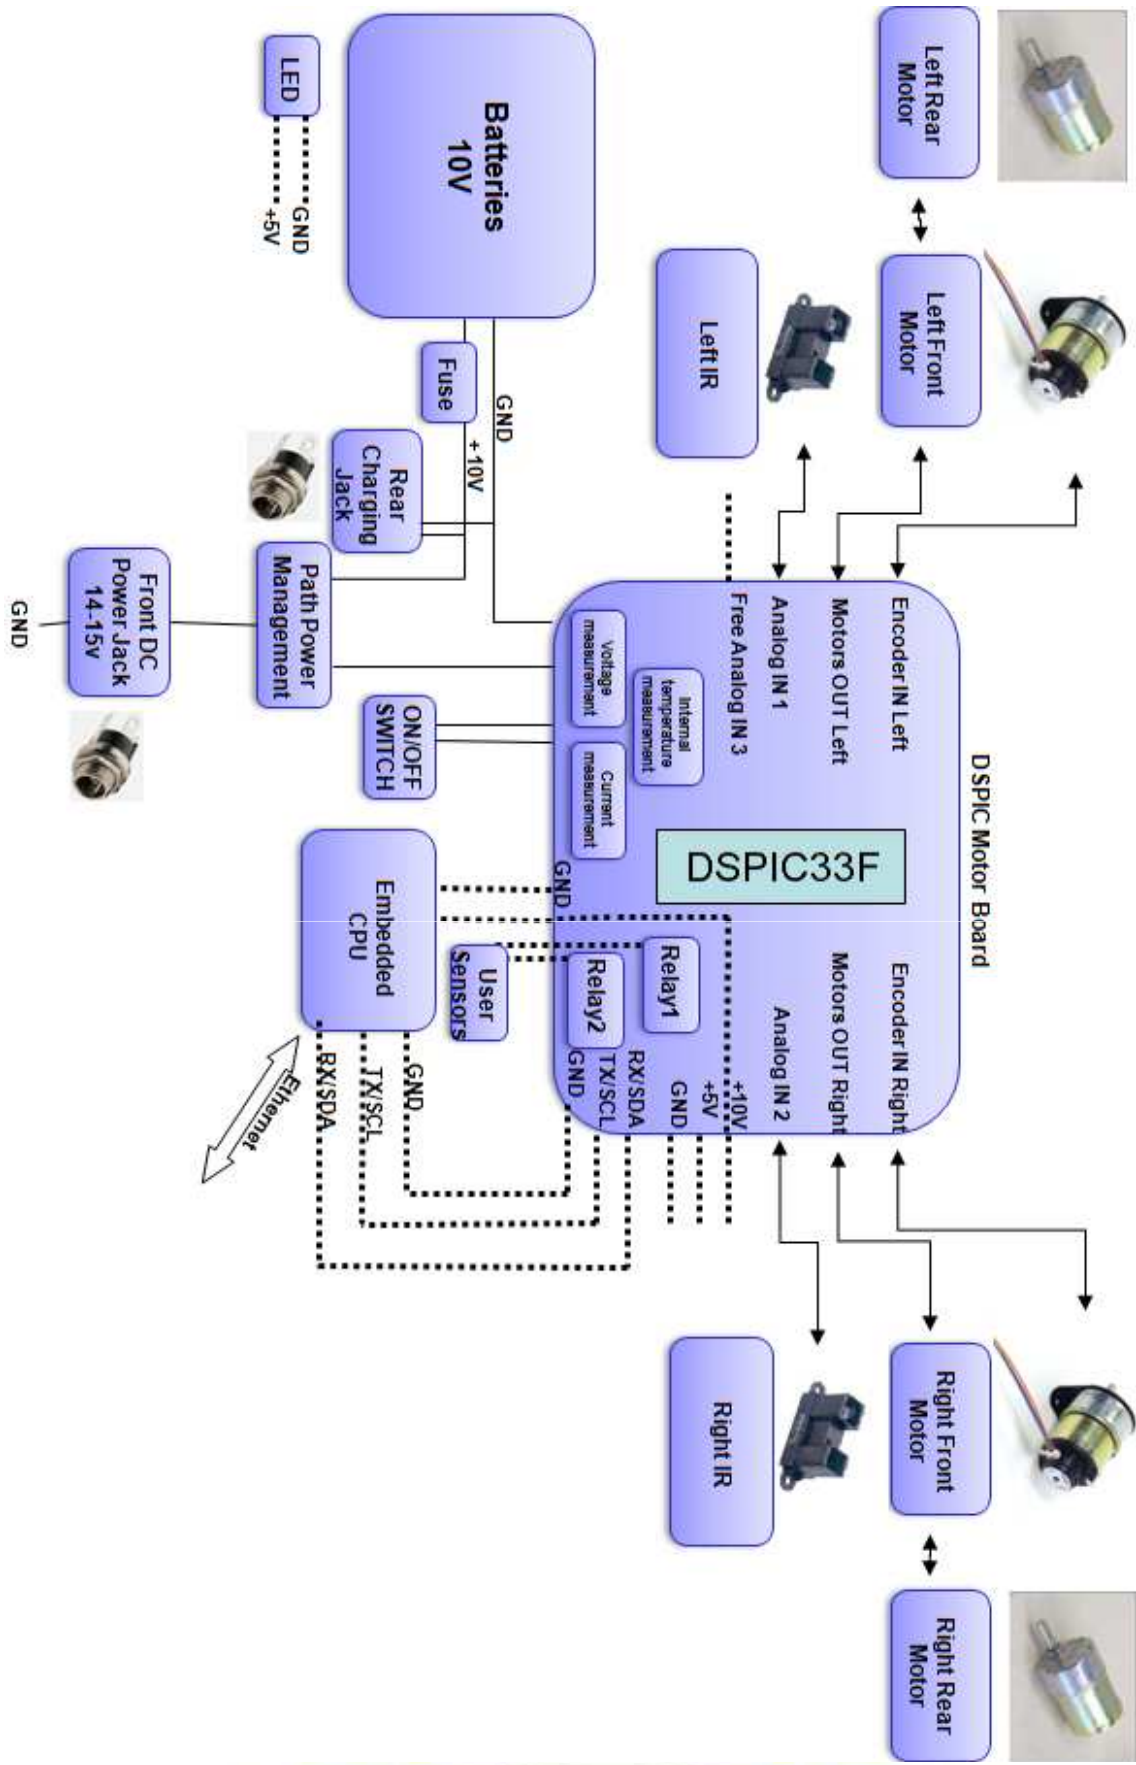 DSPIC Motor Board
Left Rear
Motor
Left Front
Motor
Encoder IN Left
Encoder IN Right
Right Front
Motor
Right Rear
Motor
Motors OUT Left
DSPIC33F
Motors OUT Right
Left IR
Analog IN 1
Analog IN 2
Right IR
Free Analog IN 3
+10V
+5V
GND
Internal
temperature
measurement
Relay1
RX/SDA
TX/SCL
GND
Voltage
measurement
Current
measurement
Relay2
GND
Batteries
10V
GND
+10V
Fuse
User
Sensors
Rear
Charging
Jack
ON/OFF
SWITCH
Embedded
CPU
GND
TX/SCL
RX/SDA
LED
GND
+5V
Path Power
Management
Ethernet
Front DC
Power Jack
14-15v
GND